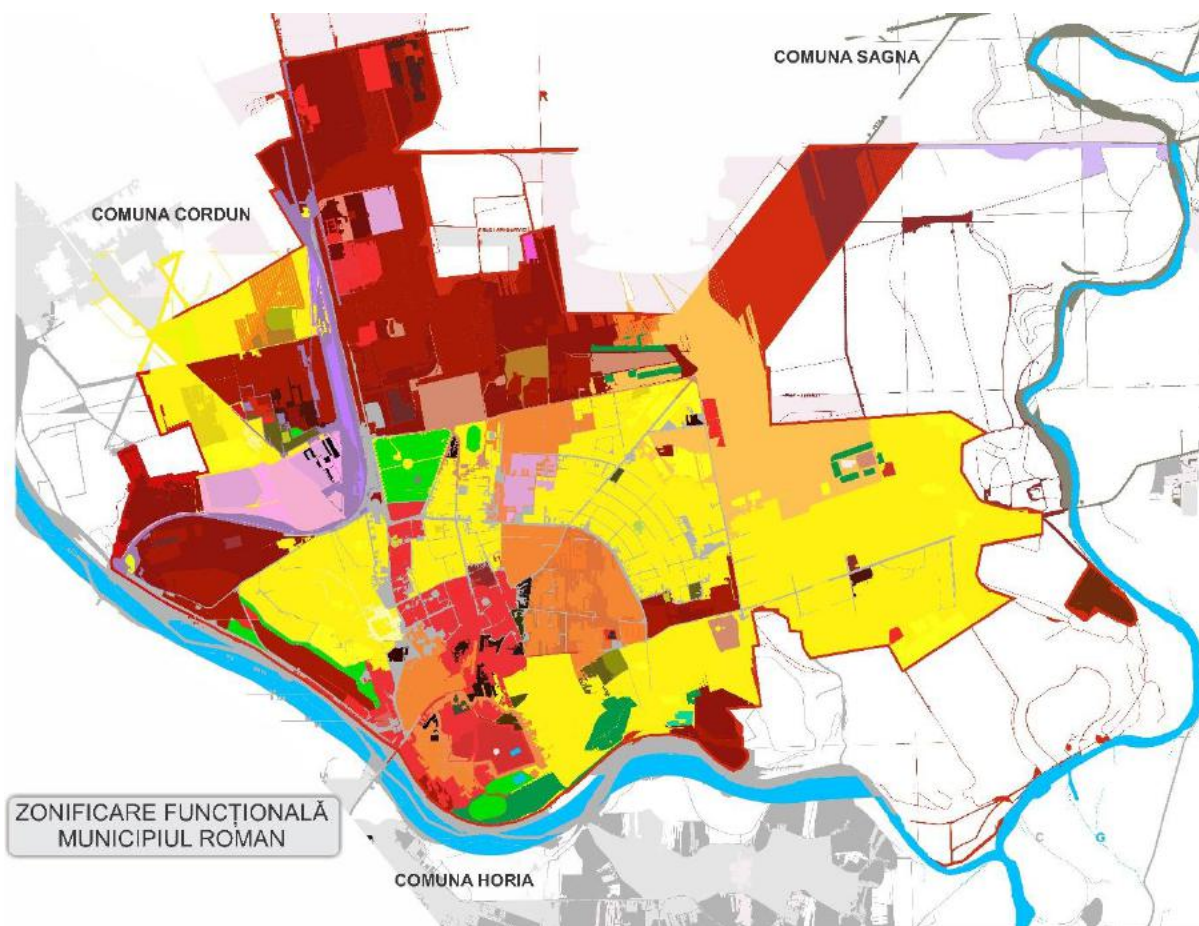 COMUNA SAGNA
COMUNA CORDUN
ZONIFICARE FUNCȚIONALĂ
MUNICIPIUL ROMAN
COMUNA HORIA
R
C
G